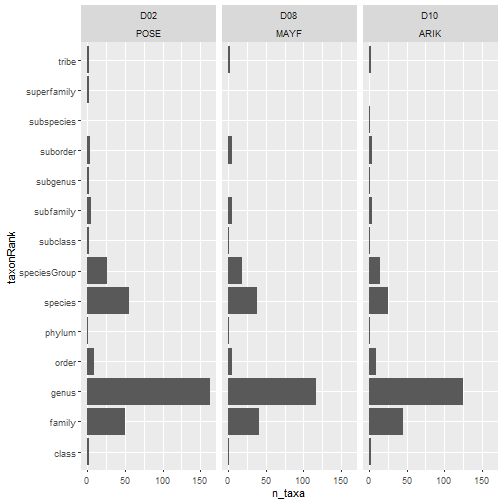 D02 D08 D10
POSE MAYF ARIK
tribe
superfamily
subspecies
suborder
subgenus
subfamily
subclass
speciesGroup
species
phylum
order
genus
family
class
taxonRank
0 50 100 150 0 50 100 150 0 50 100 150
n_taxa